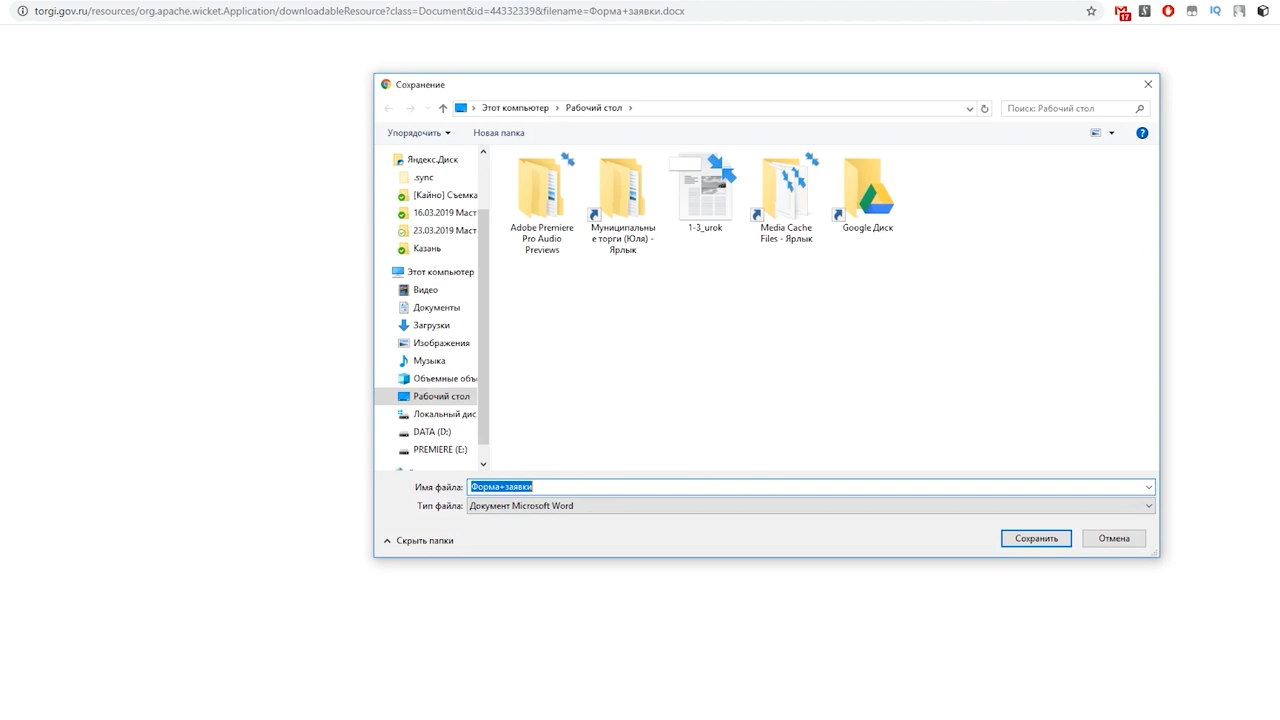 torgi.gov.ru/resources/org.apache.wicket.Application/downloadableResource?class=Document&id=44332339&filename=Форма+заявки.docx
17
IQ
Сохранение
Этот компьютер > Рабочий стол >
Поиск: Рабочий стол
Упорядочить
Новая папка
Яндекс.Диск
.sync
[Кайно] Съемка
16.03.2019 Маст
23.03.2019 Маст
Казань
Этот компьютер
Видео
Документы
Загрузки
Изображения
Музыка
Объемные объ
Рабочий стол
Локальный дис
DATA (D:)
PREMIERE (E:)
Adobe Premiere
Pro Audio
Previews
Муниципальны
е торги (Юля) -
Ярлык
1-3_urok
Media Cache
Files - Ярлык
Google Диск
Имя файла: Форма+заявки
Тип файла: Документ Microsoft Word
Скрыть папки
Сохранить
Отмена